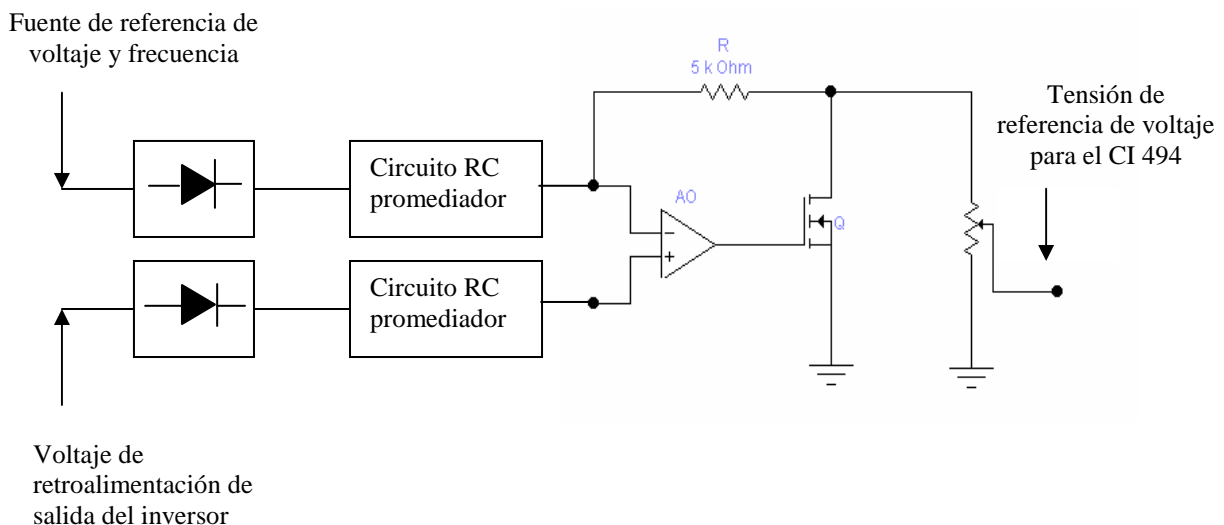 Fuente de referencia de
voltaje y frecuencia
R
5 k Ohm
Tensión de
referencia de voltaje
para el CI 494
Circuito RC
promediador
AO
Q
Circuito RC
promediador
Voltaje de
retroalimentación de
salida del inversor